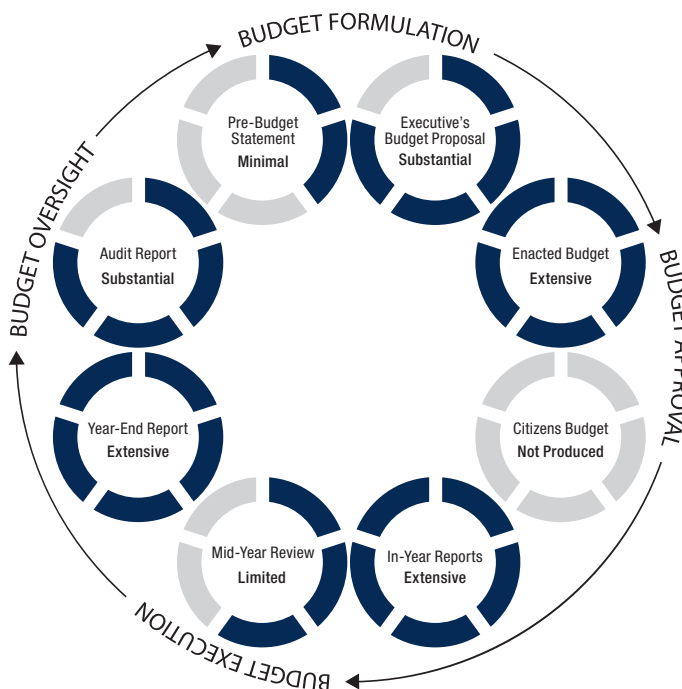 BUDGET FORMULATION
Pre-Budget
Statement
Minimal
Executive's
Budget Proposal
Substantial
BUDGET OVERSIGHT
Audit Report
Substantial
Enacted Budget
Extensive
BUDGET APPROVAL
Year-End Report
Extensive
Citizens Budget
Not Produced
Mid-Year Review
Limited
In-Year Reports
Extensive
BUDGET EXECUTION